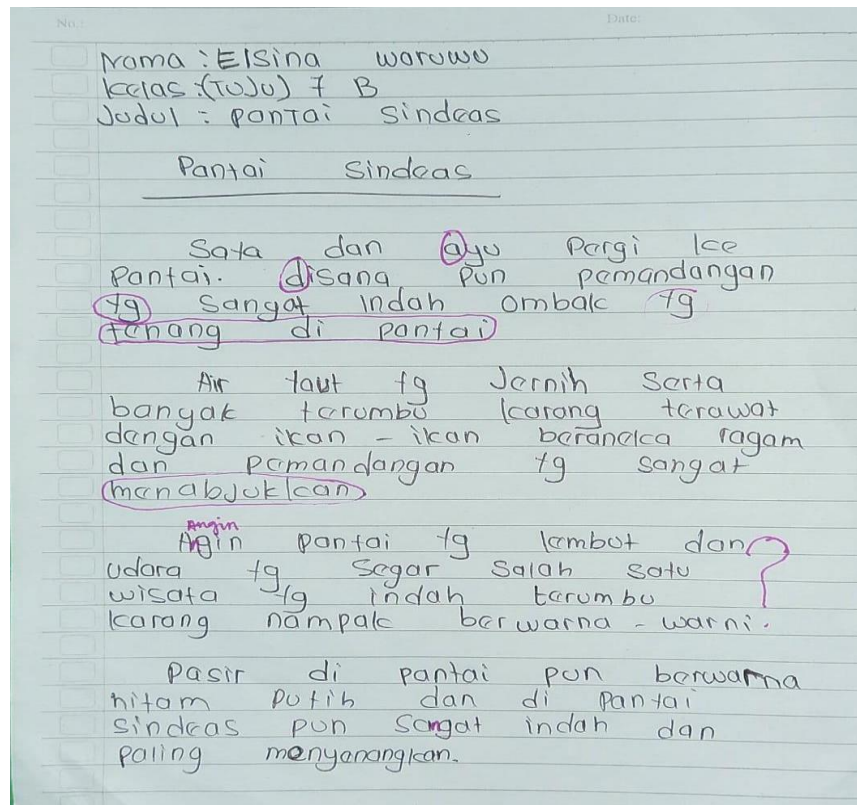 No.:
Date:
Nama : Elsina waruwu
kelas : (Tuju) 7 B
Judul : panTai sindeas
Pantai sindeas
Sata dan ayu Pergi ke
pantai. disana pun pemandangan
yg sangat indah ombak yg
tenang di pantai
Air laut yg Jernih Serta
banyak terumbu karang terawat
dengan ikan - ikan beraneka ragam
dan pemandangan yg sangat
menabjukkan
Angin
Agin pantai yg lembut dan ?
udara yg segar salah satu
wisata yg indah terumbu
karang nampak berwarna - warni.
Pasir di pantai pun berwarna
hitam putih dan di pantai
sindeas pun sangat indah dan
paling menyenangkan.